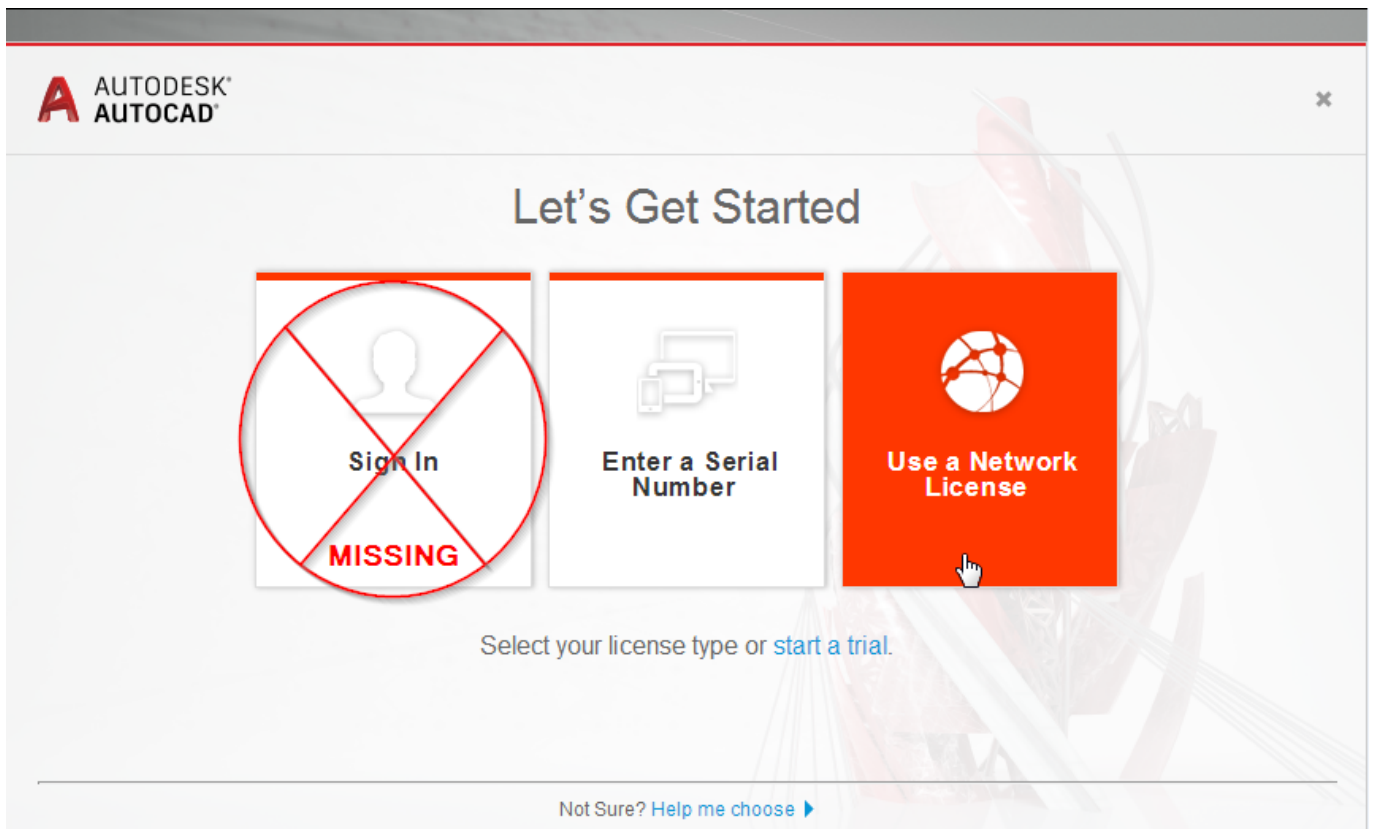 AUTODESK®
AUTOCAD®
Let’s Get Started
Sign In
MISSING
Enter a Serial
Number
Use a Network
License
Select your license type or start a trial.
Not Sure? Help me choose